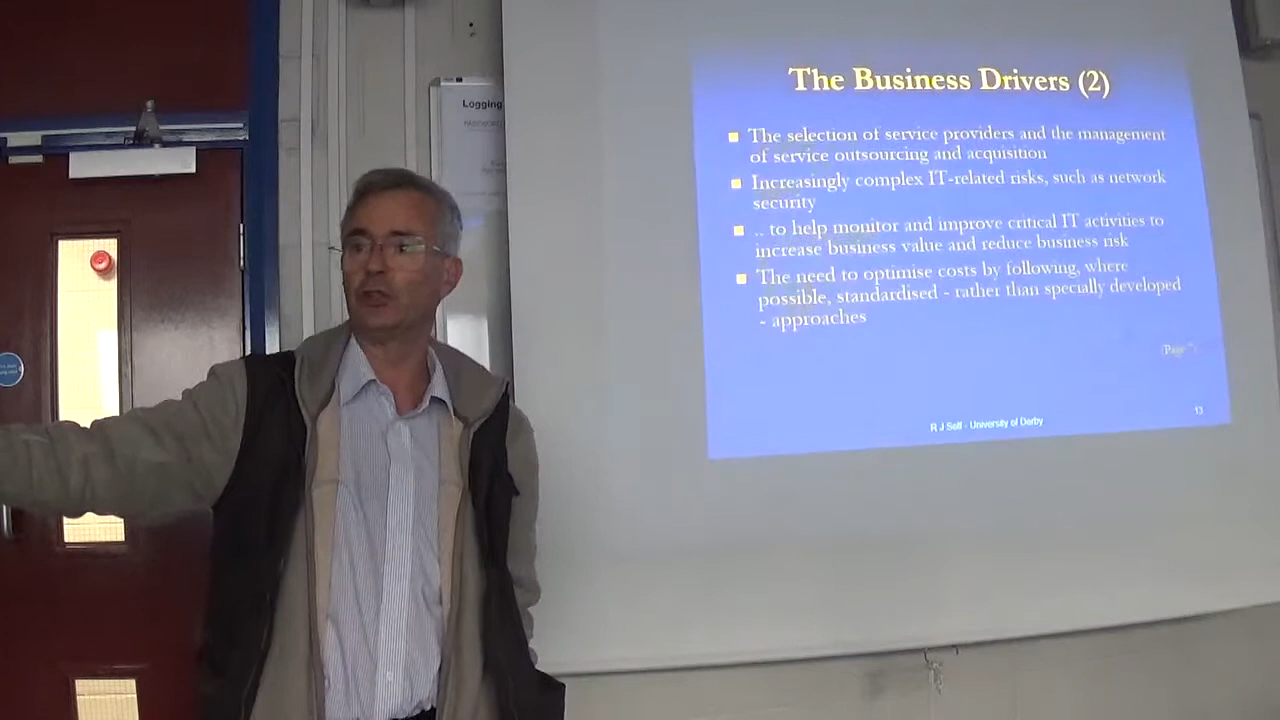 The Business Drivers (2)
The selection of service providers and the management
of service outsourcing and acquisition
Increasingly complex IT-related risks, such as network
security
.. to help monitor and improve critical IT activities to
increase business value and reduce business risk
The need to optimise costs by following, where
possible, standardised - rather than specially developed
- approaches
Page
R J Self - University of Derby
13
Logging
PASSWORD